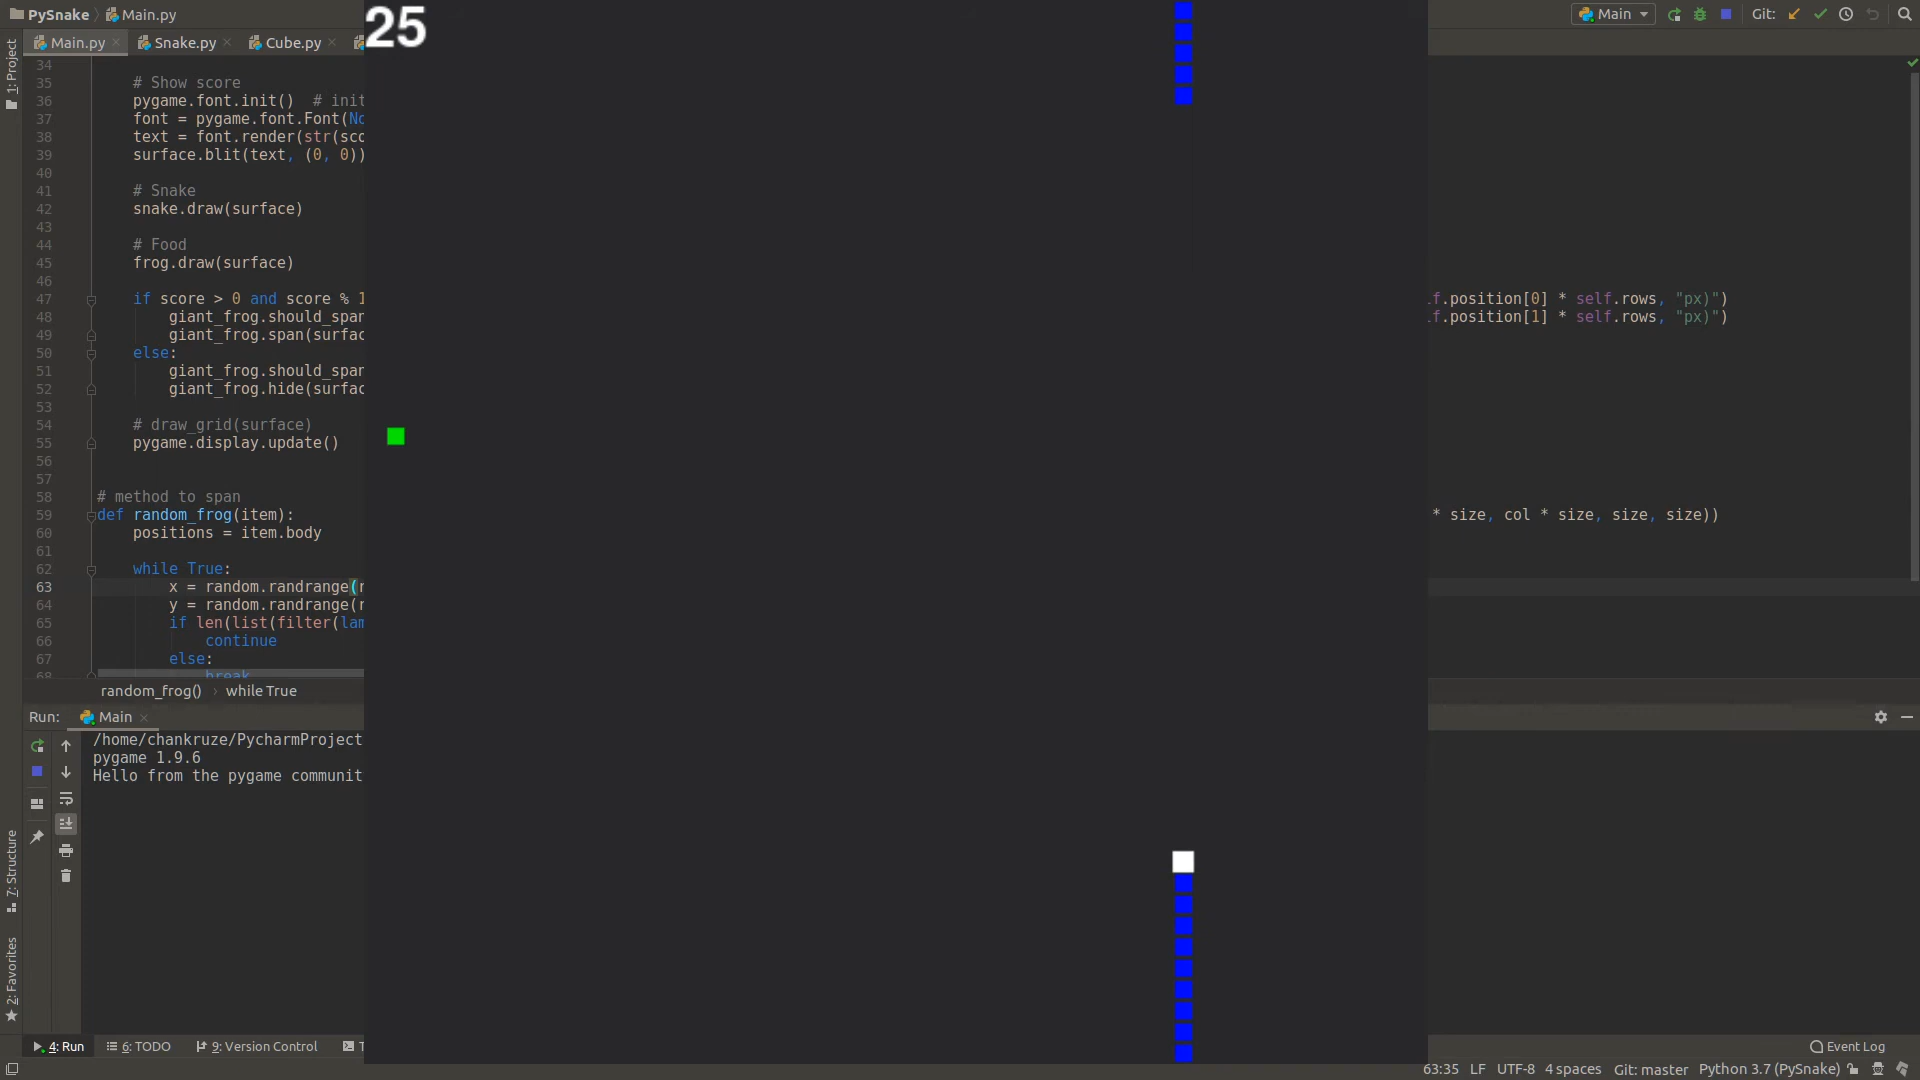 PySnake
Main.py
Main
Git:
Main.py
Snake.py
Cube.py
25
1: Project
34
35 # Show score
36 pygame.font.init() # init
37 font = pygame.font.Font(No
38 text = font.render(str(sco
39 surface.blit(text, (0, 0))
40
41 # Snake
42 snake.draw(surface)
43
44 # Food
45 frog.draw(surface)
46
47 if score > 0 and score % 1
lf.position[0] * self.rows, "px)")
48 giant_frog.should_span
lf.position[1] * self.rows, "px)")
49 giant_frog.span(surfac
50 else:
51 giant_frog.should_span
52 giant_frog.hide(surfac
53
54 # draw_grid(surface)
55 pygame.display.update()
56
57
58 # method to span
59 def random_frog(item):
* size, col * size, size, size))
60 positions = item.body
61
62 while True:
63 x = random.randrange(r
64 y = random.randrange(r
65 if len(list(filter(lam
66 continue
67 else:
68 break
random_frog() › while True
Run: Main
/home/chankruze/PycharmProject
pygame 1.9.6
Hello from the pygame communit
7: Structure
2: Favorites
4: Run
6: TODO
9: Version Control
T
Event Log
63:35 LF UTF-8 4 spaces Git: master Python 3.7 (PySnake)